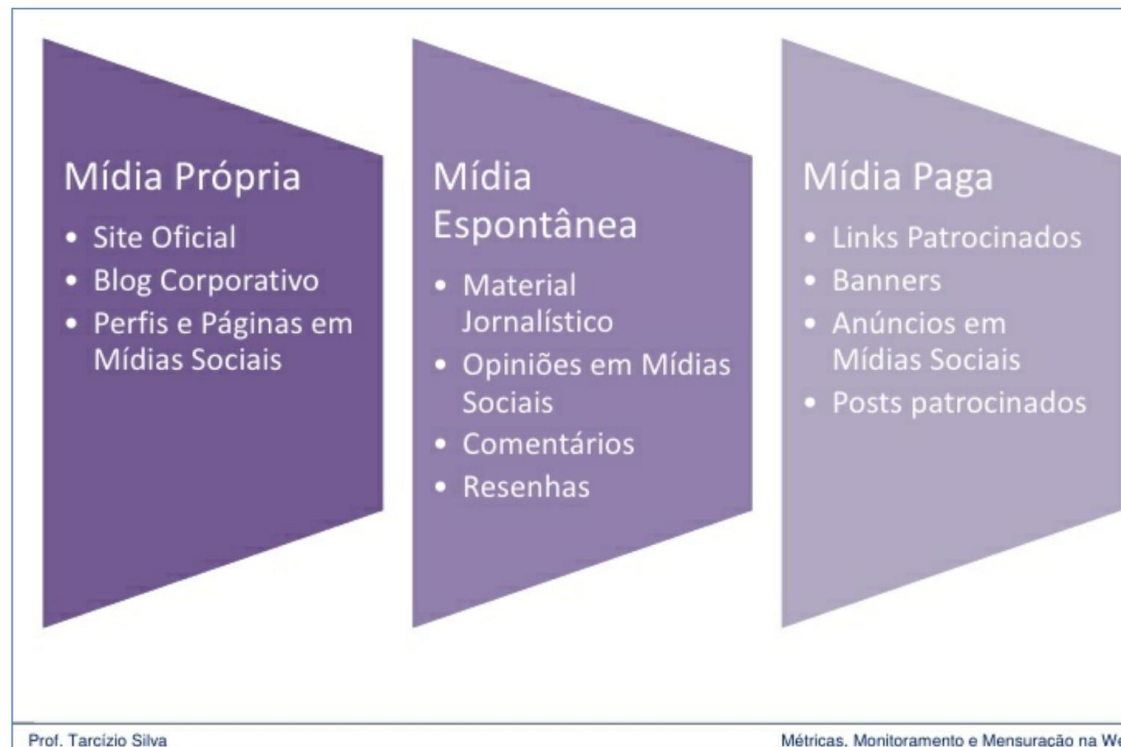 Mídia Própria
• Site Oficial
• Blog Corporativo
• Perfis e Páginas em
Mídias Sociais
Mídia
Espontânea
• Material
Jornalístico
• Opiniões em Mídias
Sociais
• Comentários
• Resenhas
Mídia Paga
• Links Patrocinados
• Banners
• Anúncios em
Mídias Sociais
• Posts patrocinados
Prof. Tarcízio Silva
Métricas, Monitoramento e Mensuração na We